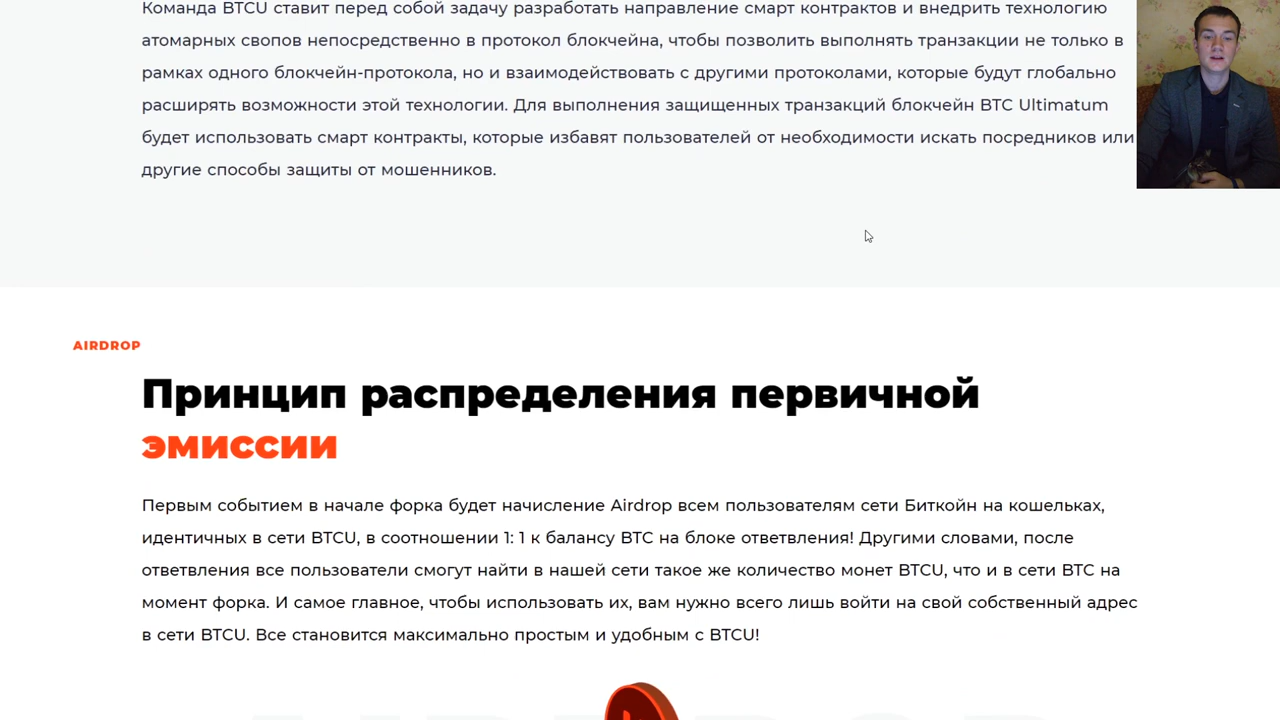 Команда BTCU ставит перед собой задачу разработать направление смарт контрактов и внедрить технологию
атомарных свопов непосредственно в протокол блокчейна, чтобы позволить выполнять транзакции не только в
рамках одного блокчейн-протокола, но и взаимодействовать с другими протоколами, которые будут глобально
расширять возможности этой технологии. Для выполнения защищенных транзакций блокчейн BTC Ultimatum
будет использовать смарт контракты, которые избавят пользователей от необходимости искать посредников или
другие способы защиты от мошенников.
AIRDROP
Принцип распределения первичной
эмиссии
Первым событием в начале форка будет начисление Airdrop всем пользователям сети Биткойн на кошельках,
идентичных в сети BTCU, в соотношении 1: 1 к балансу BTC на блоке ответвления! Другими словами, после
ответвления все пользователи смогут найти в нашей сети такое же количество монет BTCU, что и в сети BTC на
момент форка. И самое главное, чтобы использовать их, вам нужно всего лишь войти на свой собственный адрес
в сети BTCU. Все становится максимально простым и удобным с BTCU!